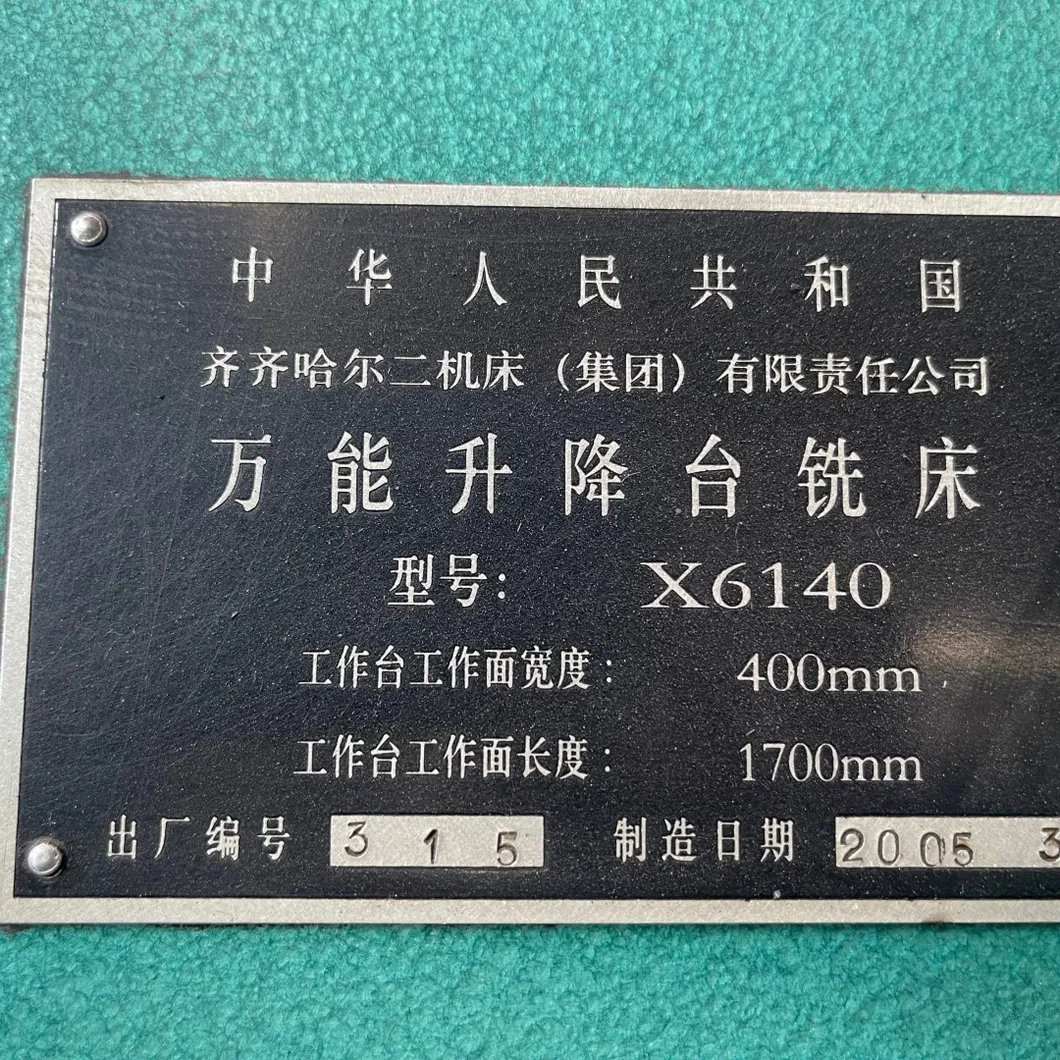 中华人民共和国
齐齐哈尔二机床（集团）有限责任公司
万能升降台铣床
型号： X6140
工作台工作面宽度： 400mm
工作台工作面长度： 1700mm
出厂编号 315 制造日期 2005 3